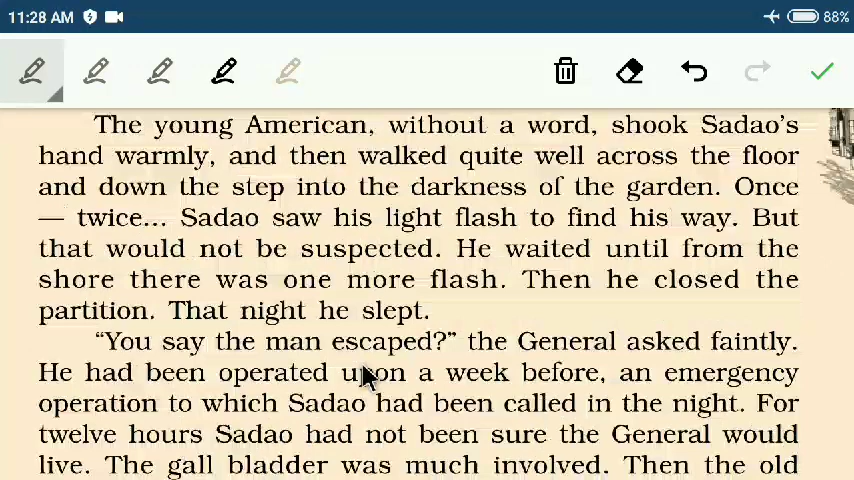 11:28 AM 88%
The young American, without a word, shook Sadao's
hand warmly, and then walked quite well across the floor
and down the step into the darkness of the garden. Once
— twice... Sadao saw his light flash to find his way. But
that would not be suspected. He waited until from the
shore there was one more flash. Then he closed the
partition. That night he slept.
“You say the man escaped?” the General asked faintly.
He had been operated upon a week before, an emergency
operation to which Sadao had been called in the night. For
twelve hours Sadao had not been sure the General would
live. The gall bladder was much involved. Then the old